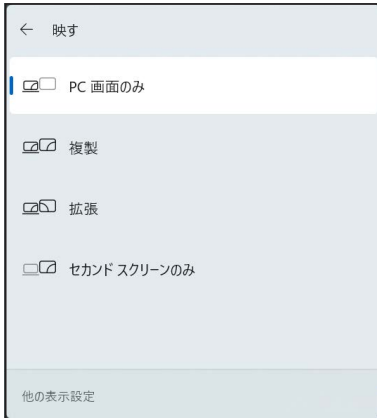 映す
PC 画面のみ
複製
拡張
セカンド スクリーンのみ
他の表示設定